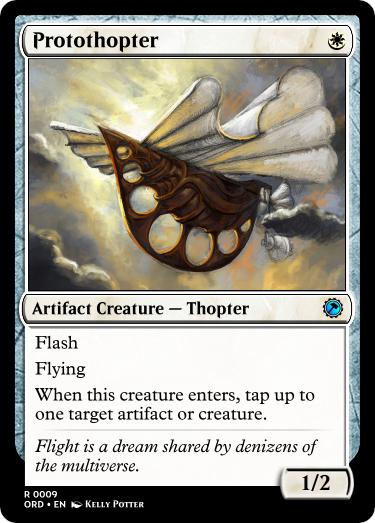 Protothopter
Artifact Creature — Thopter
Flash
Flying
When this creature enters, tap up to
one target artifact or creature.
Flight is a dream shared by denizens of
the multiverse.
1/2
R 0009
ORD • EN Kelly Potter